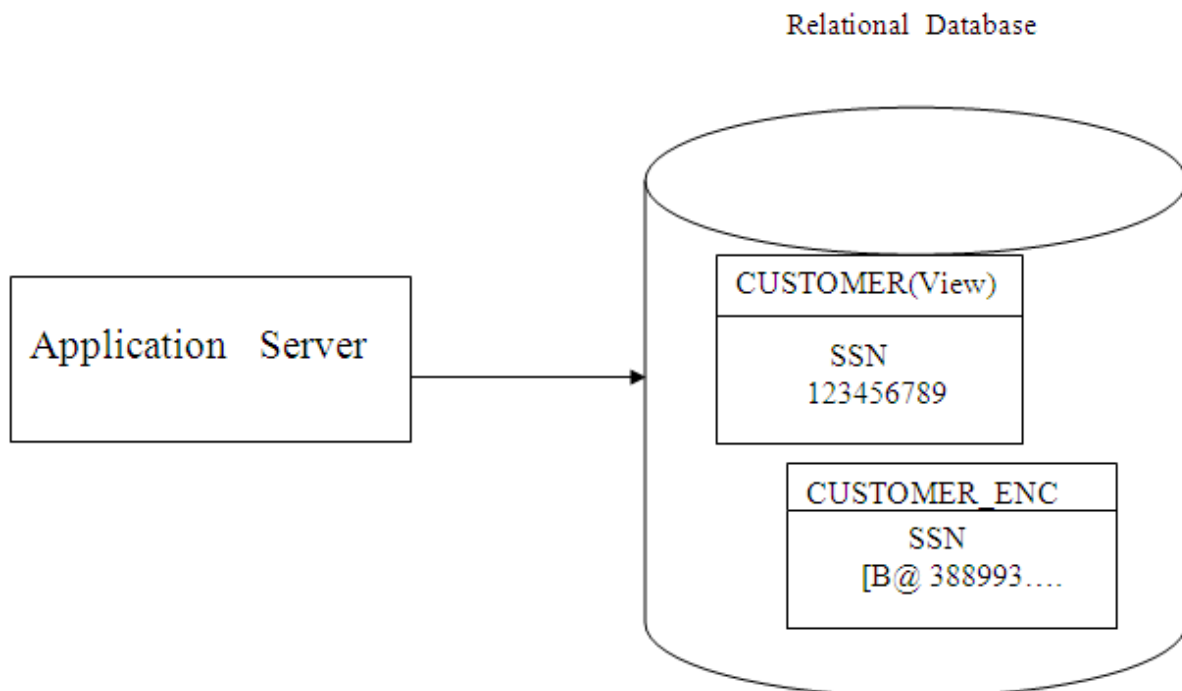 Relational Database
Application Server
CUSTOMER(View)
SSN
123456789
CUSTOMER_ENC
SSN
[B@ 388993....